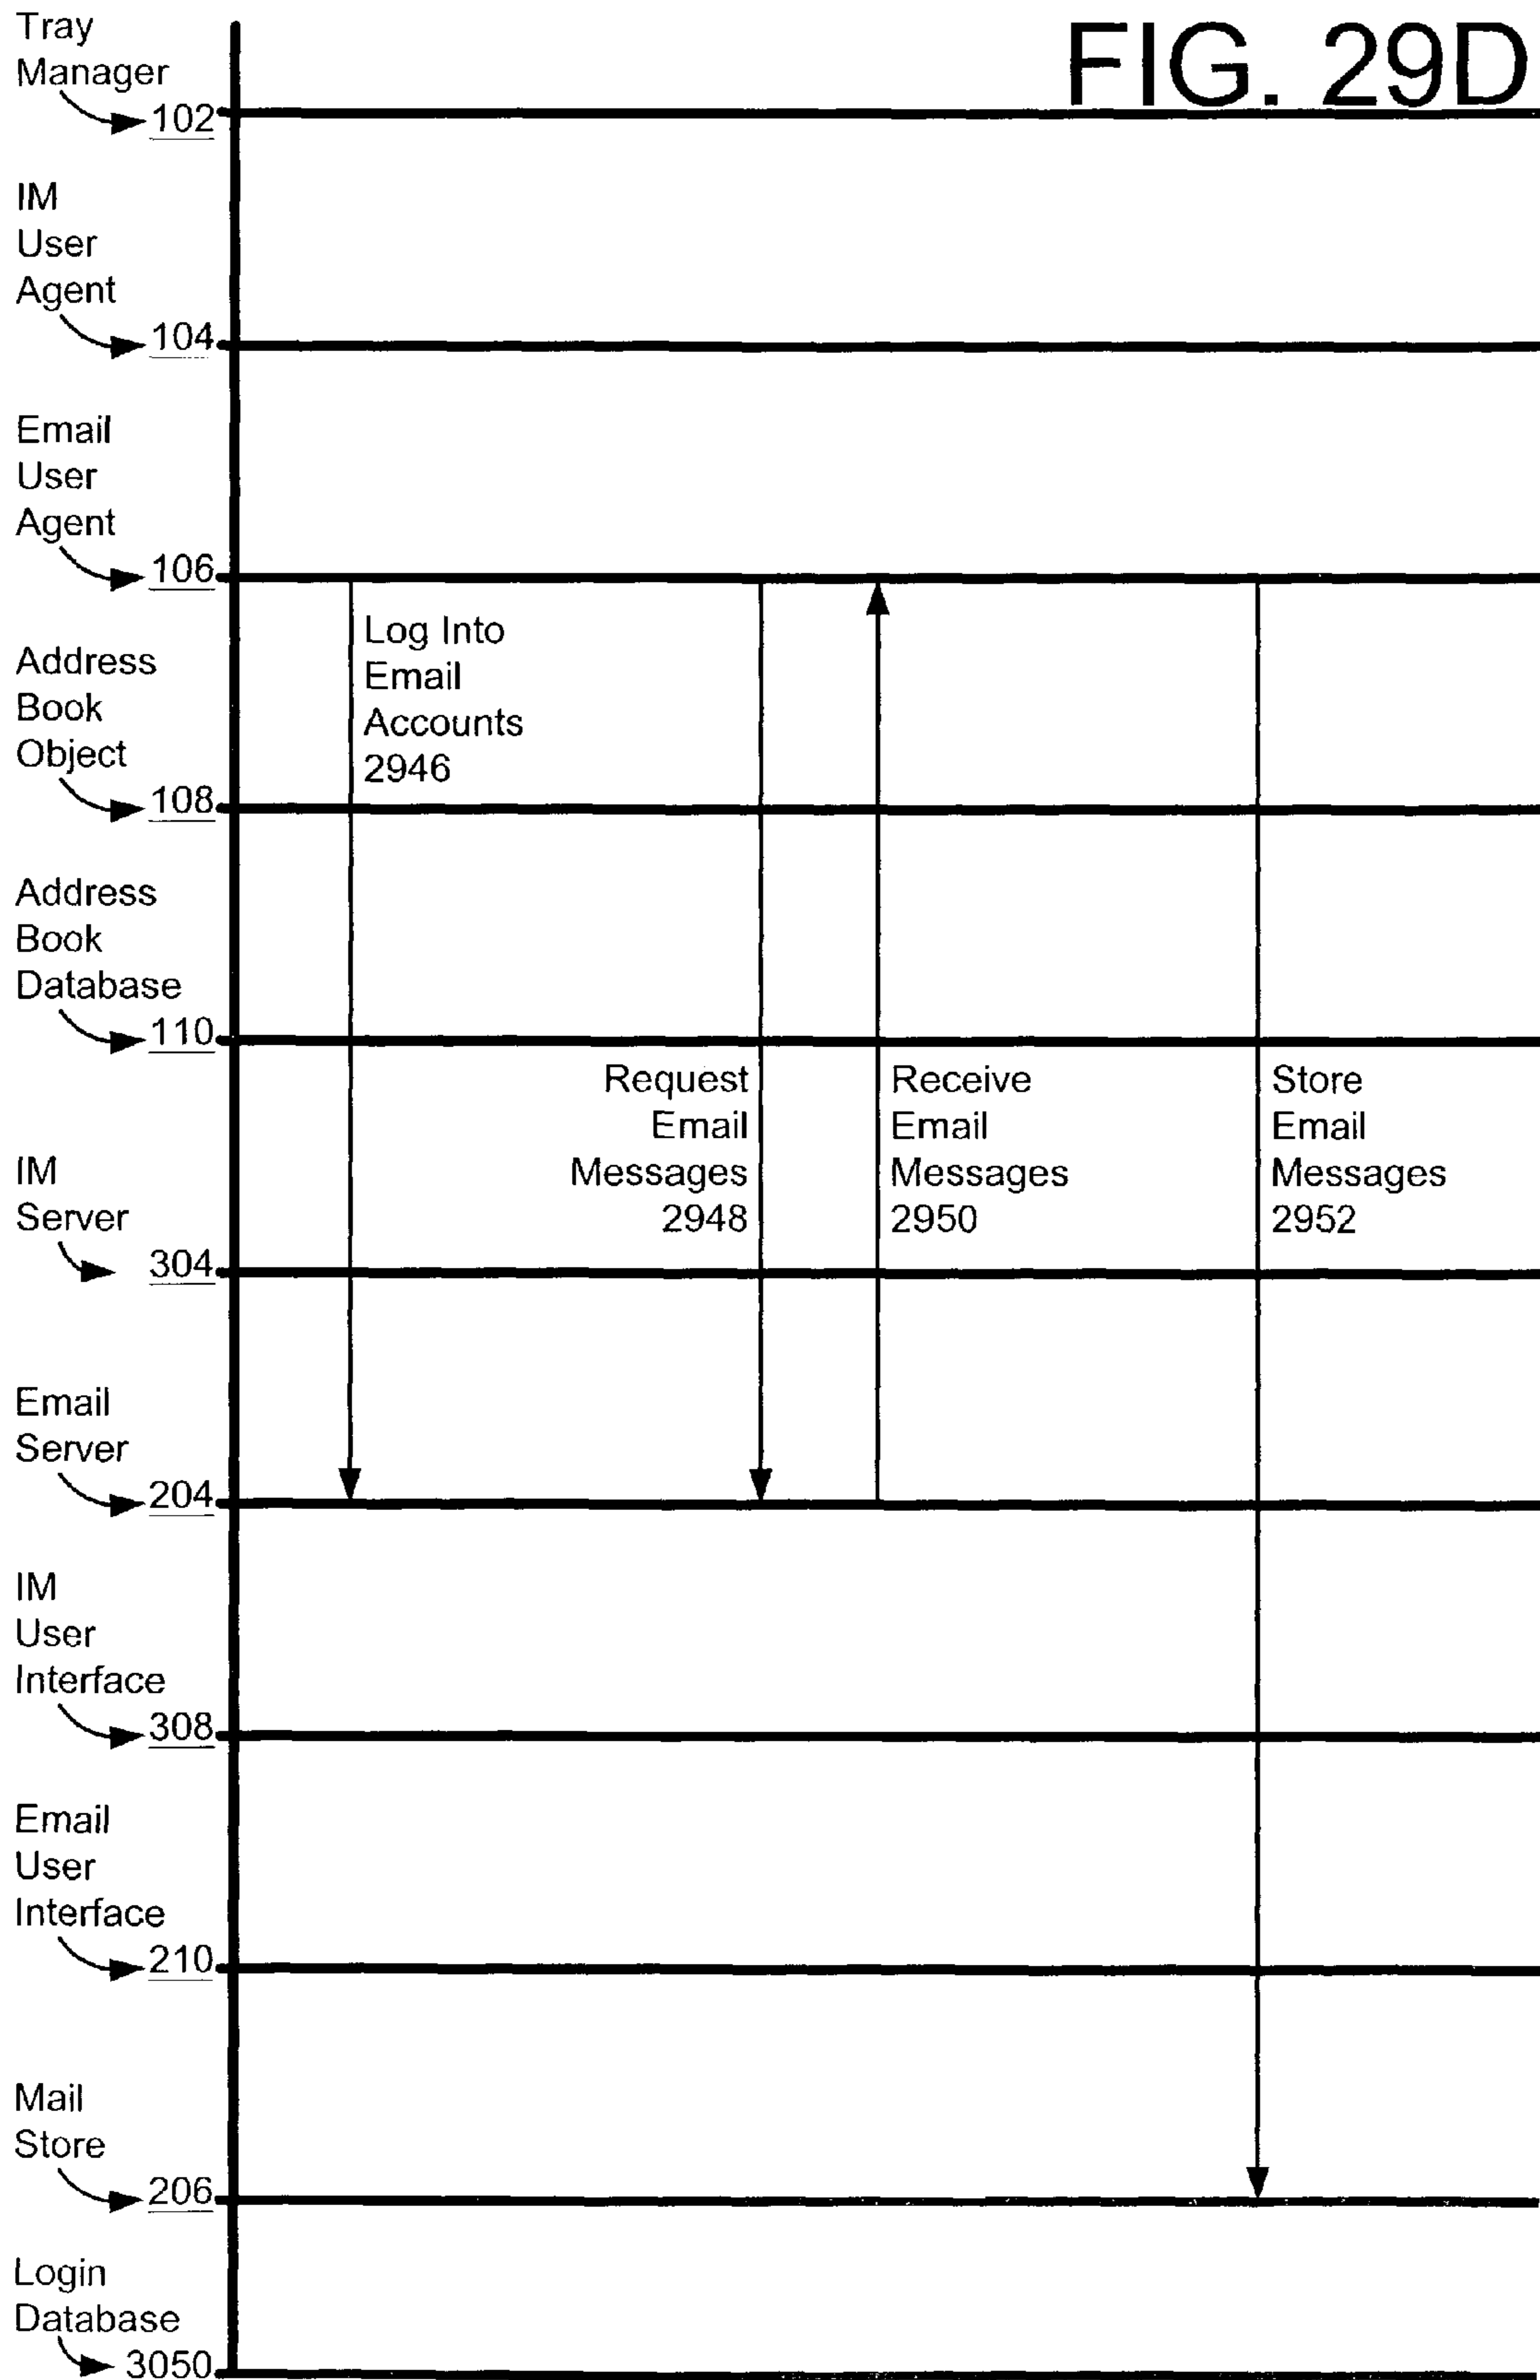 FIG. 29D
Tray
Manager
102
IM
User
Agent
104
Email
User
Agent
106
Log Into
Email
Accounts
2946
Address
Book
Object
108
Address
Book
Database
110
Request
Email
Messages
2948
Receive
Email
Messages
2950
Store
Email
Messages
2952
IM
Server
304
Email
Server
204
IM
User
Interface
308
Email
User
Interface
210
Mail
Store
206
Login
Database
3050